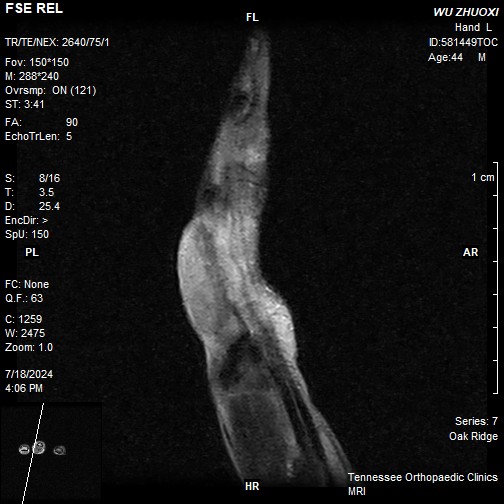 FSE REL
FL
WU ZHUOXI
Hand L
TR/TE/NEX: 2640/75/1
ID:581449TOC
Age:44 M
Fov: 150*150
M: 288*240
Ovrsmp: ON (121)
ST: 3:41
FA: 90
EchoTrLen: 5
S: 8/16
T: 3.5
D: 25.4
EncDir: >
SpU: 150
1 cm
PL
AR
FC: None
Q.F.: 63
C: 1259
W: 2475
Zoom: 1.0
7/18/2024
4:06 PM
Series: 7
Oak Ridge
HR
Tennessee Orthopaedic Clinics
MRI